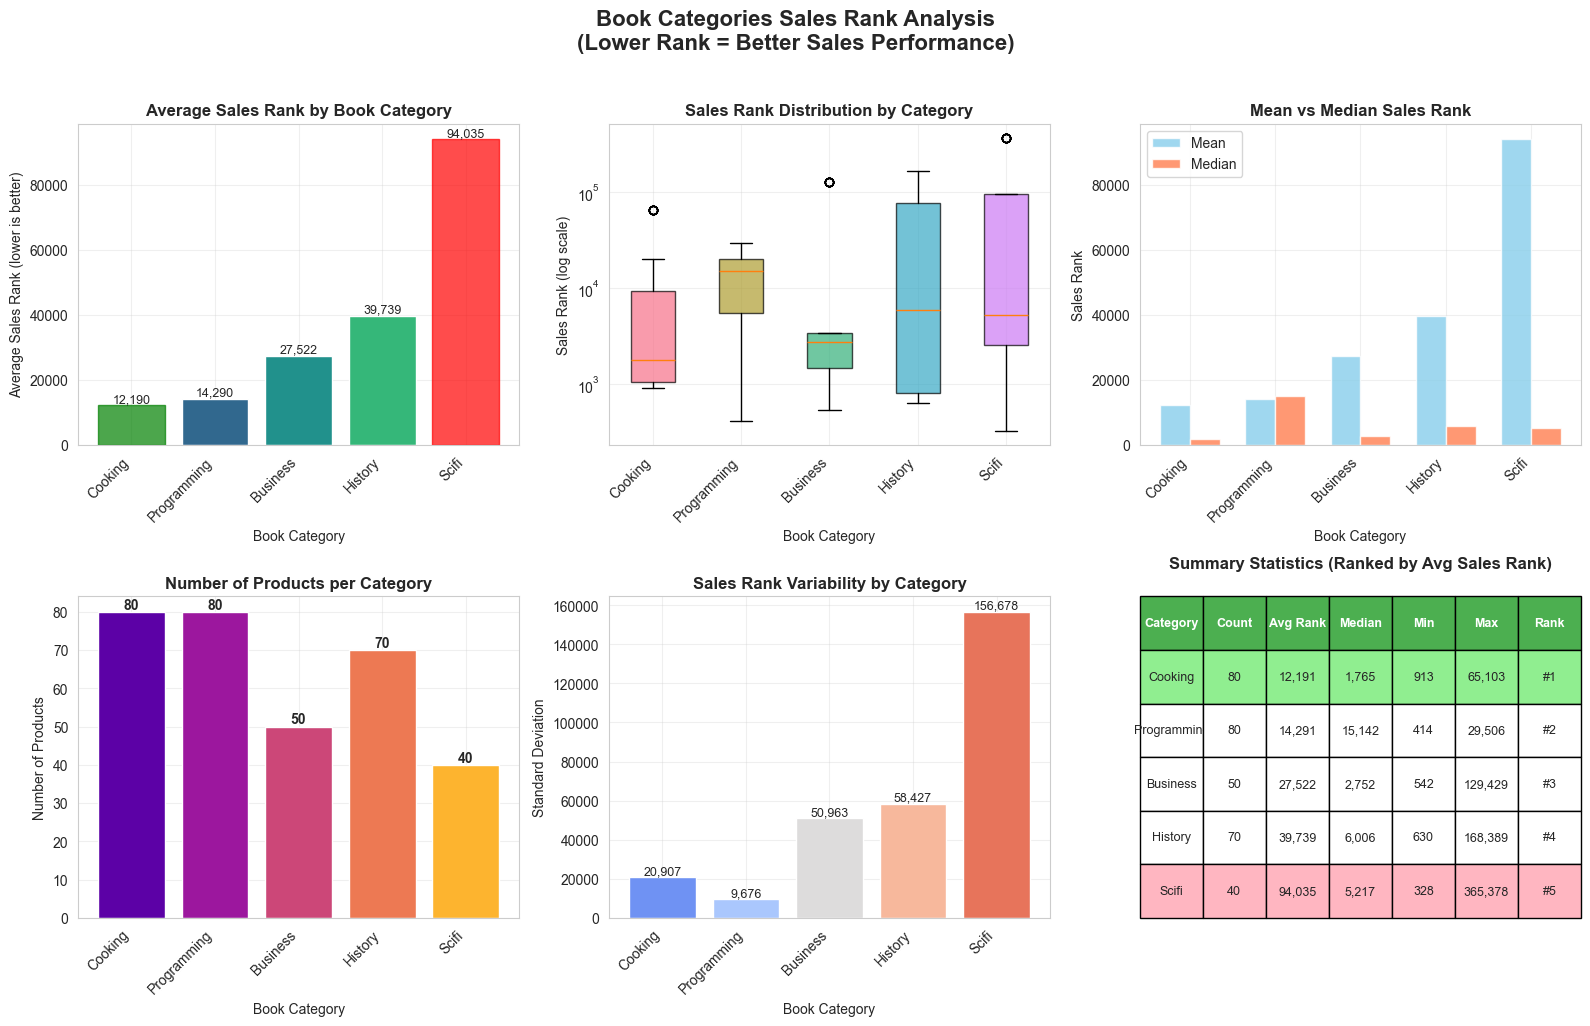 Book Categories Sales Rank Analysis
(Lower Rank = Better Sales Performance)
Average Sales Rank by Book Category
Average Sales Rank (lower is better)
80000
60000
40000
20000
0
12,190
14,290
27,522
39,739
94,035
Cooking
Programming
Business
History
Scifi
Book Category
Sales Rank Distribution by Category
Sales Rank (log scale)
10^5
10^4
10^3
Cooking
Programming
Business
History
Scifi
Book Category
Mean vs Median Sales Rank
Mean
Median
Sales Rank
80000
60000
40000
20000
0
Cooking
Programming
Business
History
Scifi
Book Category
Number of Products per Category
Number of Products
80
70
60
50
40
30
20
10
0
80
80
50
70
40
Cooking
Programming
Business
History
Scifi
Book Category
Sales Rank Variability by Category
Standard Deviation
160000
140000
120000
100000
80000
60000
40000
20000
0
20,907
9,676
50,963
58,427
156,678
Cooking
Programming
Business
History
Scifi
Book Category
Summary Statistics (Ranked by Avg Sales Rank)
Category Count Avg Rank Median Min Max Rank
Cooking 80 12,191 1,765 913 65,103 #1
Programmin 80 14,291 15,142 414 29,506 #2
Business 50 27,522 2,752 542 129,429 #3
History 70 39,739 6,006 630 168,389 #4
Scifi 40 94,035 5,217 328 365,378 #5